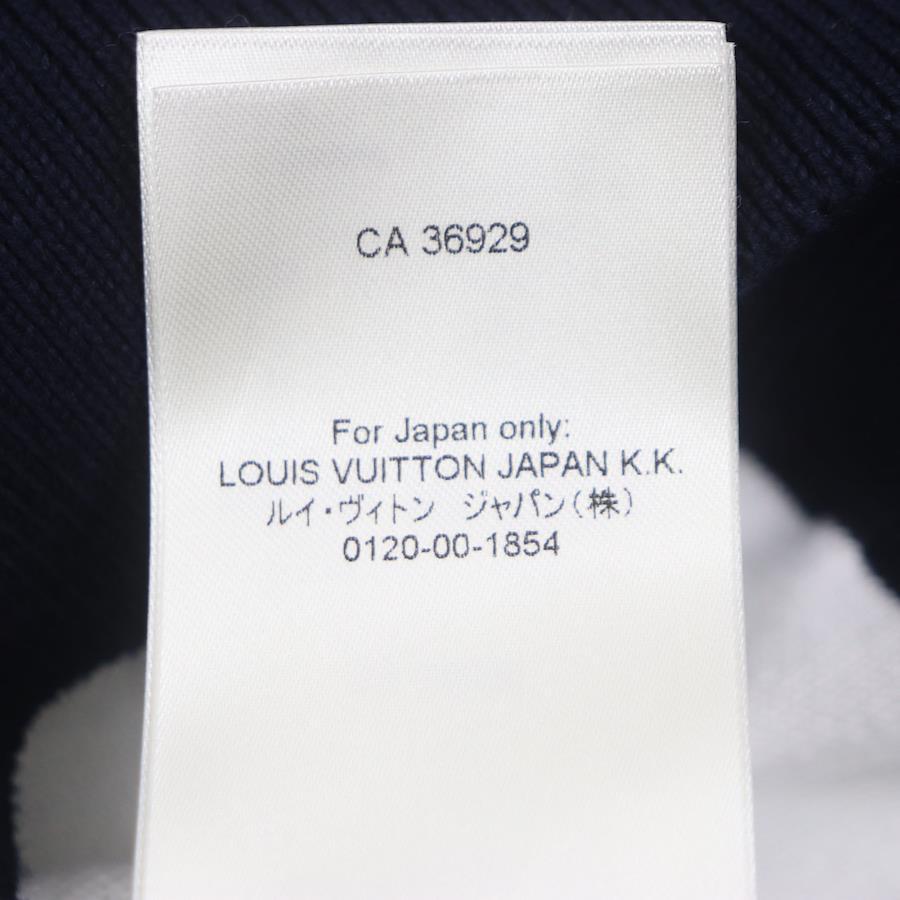 CA 36929
For Japan only:
LOUIS VUITTON JAPAN K.K.
ルイ・ヴィトン ジャパン(株)
0120-00-1854